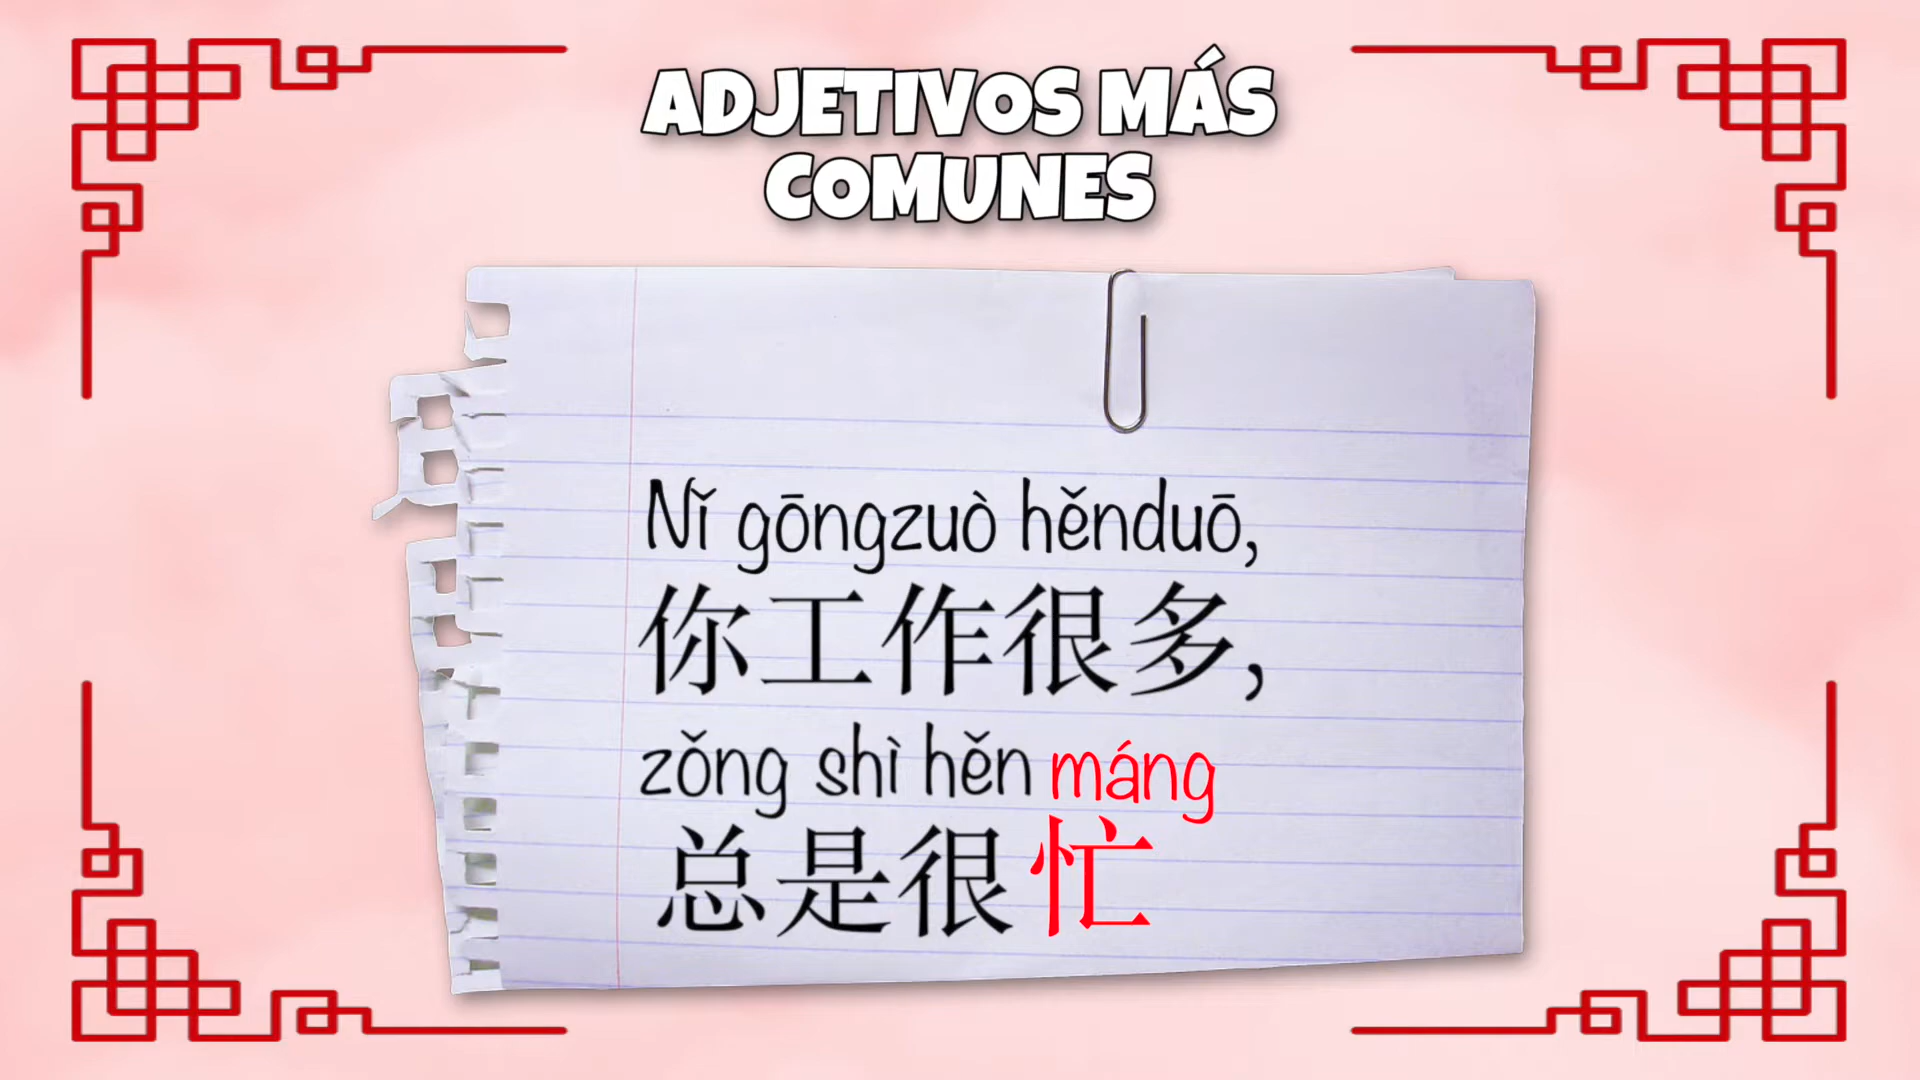 ADJETIVOS MÁS
COMUNES
Nǐ gōngzuò hěnduō,
你工作很多,
zǒng shì hěn máng
总是很忙